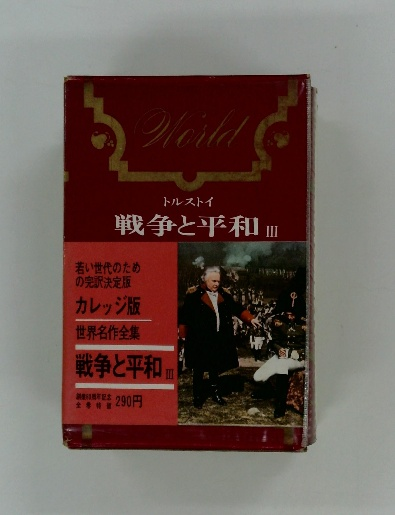 World
トルストイ
戦争と平和 III
若い世代のため
の完訳決定版
カレッジ版
世界名作全集
戦争と平和 III
290円